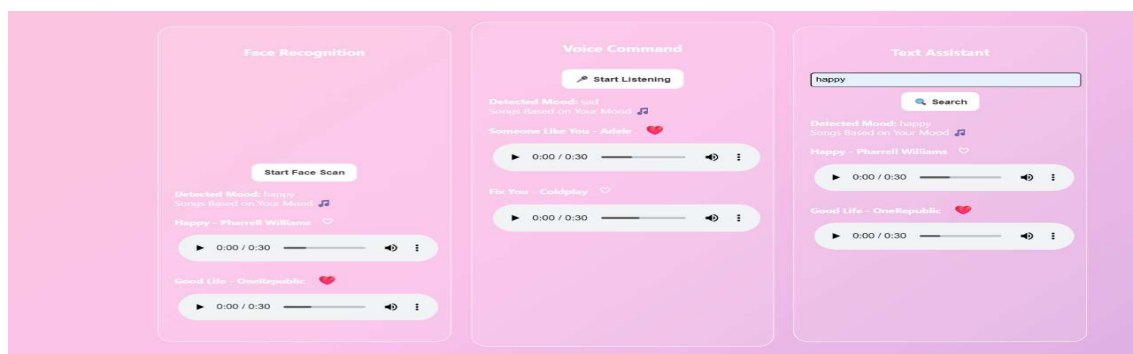 Face Recognition
Start Face Scan
Detected Mood: happy
Songs Based on Your Mood 🎵
Happy - Pharrell Williams ♡
0:00 / 0:30
Good Life - OneRepublic ❤️
0:00 / 0:30
Voice Command
🎤 Start Listening
Detected Mood: sad
Songs Based on Your Mood 🎵
Someone Like You - Adele ❤️
0:00 / 0:30
Fix You - Coldplay ♡
0:00 / 0:30
Text Assistant
happy
🔍 Search
Detected Mood: happy
Songs Based on Your Mood 🎵
Happy - Pharrell Williams ♡
0:00 / 0:30
Good Life - OneRepublic ❤️
0:00 / 0:30